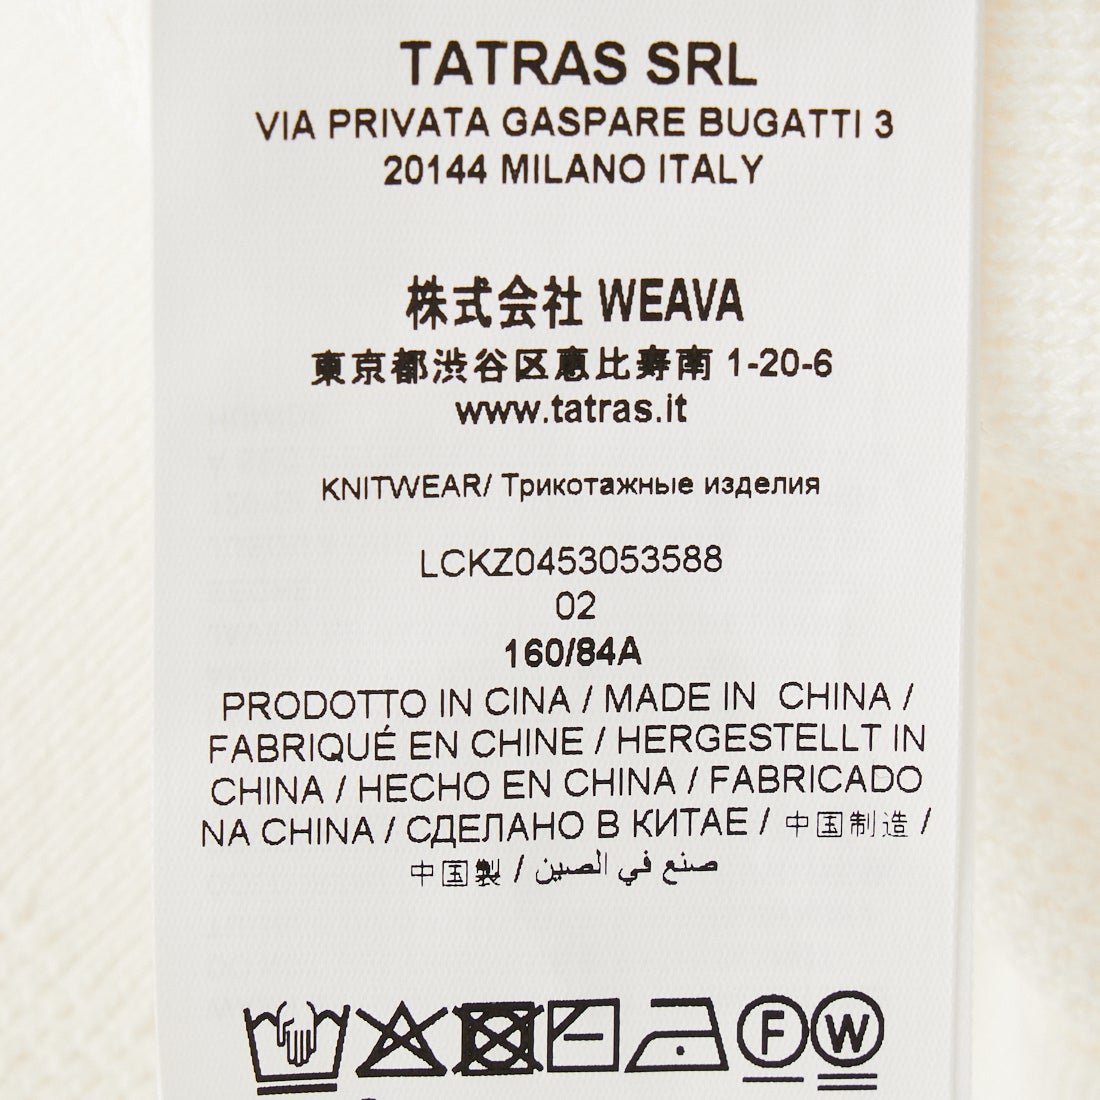 TATRAS SRL
VIA PRIVATA GASPARE BUGATTI 3
20144 MILANO ITALY
株式会社 WEAVA
東京都渋谷区恵比寿南 1-20-6
www.tatras.it
KNITWEAR/ Трикотажные изделия
LCKZ0453053588
02
160/84A
PRODOTTO IN CINA / MADE IN CHINA /
FABRIQUÉ EN CHINE / HERGESTELLT IN
CHINA / HECHO EN CHINA / FABRICADO
NA CHINA / СДЕЛАНО В КИТАЕ / 中国制造 /
中国製 / صنع في الصين
F W